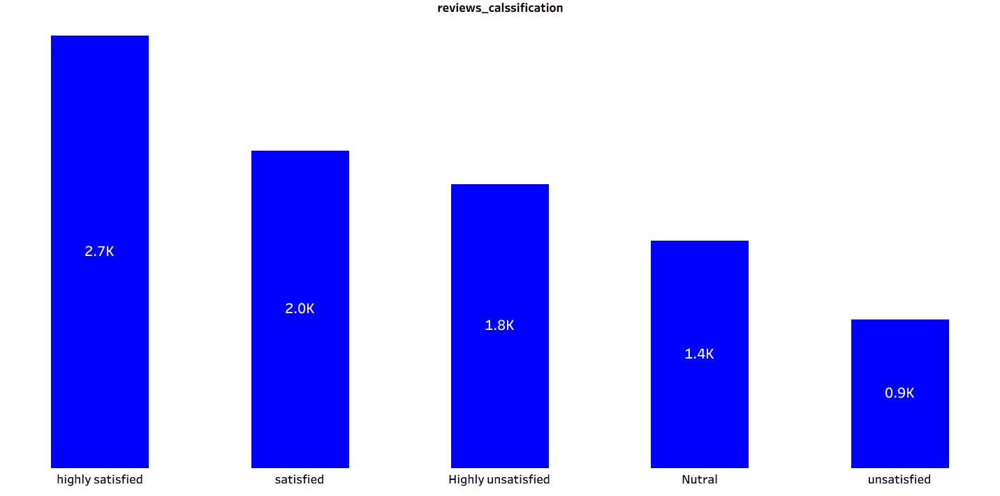 reviews_calssification
2.7K
2.0K
1.8K
1.4K
0.9K
highly satisfied
satisfied
Highly unsatisfied
Nutral
unsatisfied